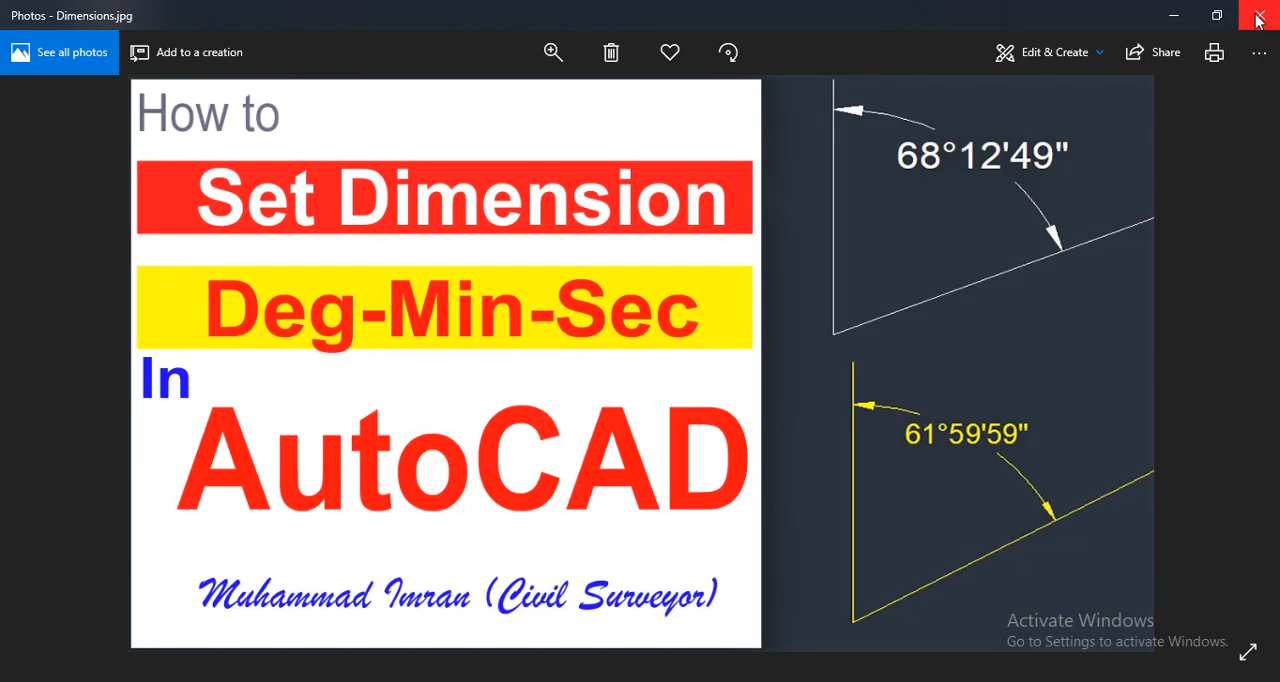 Photos - Dimensions.jpg
See all photos
Add to a creation
Edit & Create
Share
How to
Set Dimension
Deg-Min-Sec
In
AutoCAD
Muhammad Imran (Civil Surveyor)
68°12'49"
61°59'59"
Activate Windows
Go to Settings to activate Windows.